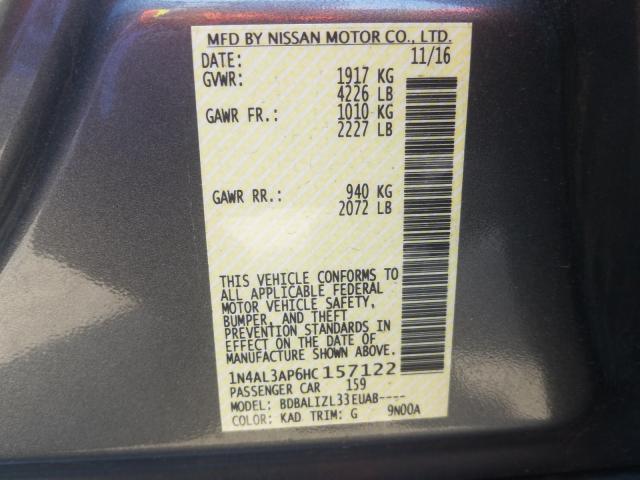 MFD BY NISSAN MOTOR CO., LTD.
DATE: 11/16
GVWR: 1917 KG
4226 LB
GAWR FR.: 1010 KG
2227 LB
GAWR RR.: 940 KG
2072 LB
THIS VEHICLE CONFORMS TO
ALL APPLICABLE FEDERAL
MOTOR VEHICLE SAFETY,
BUMPER, AND THEFT
PREVENTION STANDARDS IN
EFFECT ON THE DATE OF
MANUFACTURE SHOWN ABOVE.
1N4AL3AP6HC157122
PASSENGER CAR 159
MODEL: BDBALIZL33EUAB----
COLOR: KAD TRIM: G 9N00A